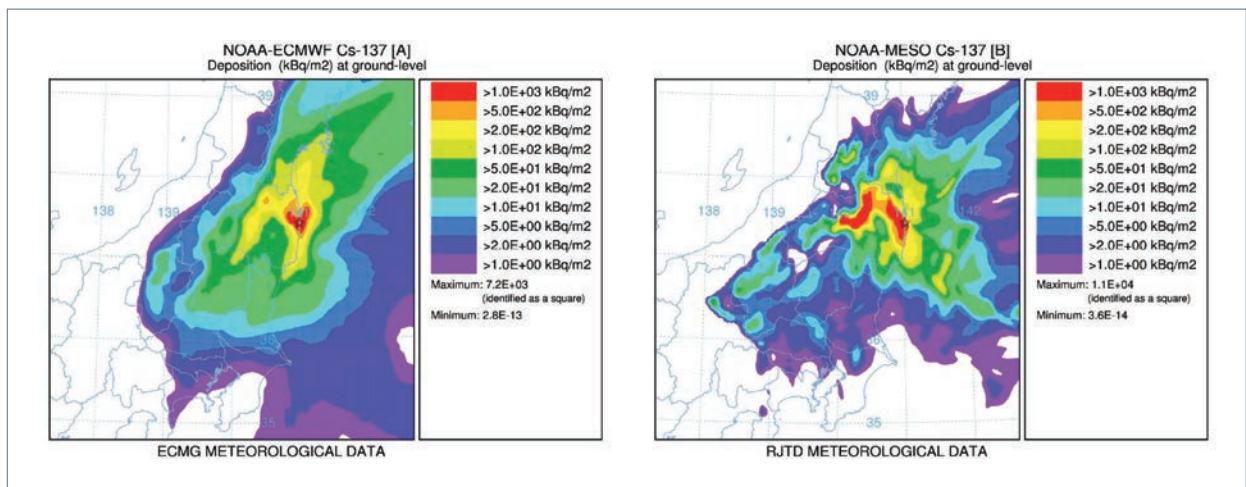 NOAA-ECMWF Cs-137 [A]
Deposition (kBq/m2) at ground-level
39
138
139
142
36
35
>1.0E+03 kBq/m2
>5.0E+02 kBq/m2
>2.0E+02 kBq/m2
>1.0E+02 kBq/m2
>5.0E+01 kBq/m2
>2.0E+01 kBq/m2
>1.0E+01 kBq/m2
>5.0E+00 kBq/m2
>2.0E+00 kBq/m2
>1.0E+00 kBq/m2
Maximum: 7.2E+03
(identified as a square)
Minimum: 2.8E-13
ECMG METEOROLOGICAL DATA
NOAA-MESO Cs-137 [B]
Deposition (kBq/m2) at ground-level
39
138
139
142
35
>1.0E+03 kBq/m2
>5.0E+02 kBq/m2
>2.0E+02 kBq/m2
>1.0E+02 kBq/m2
>5.0E+01 kBq/m2
>2.0E+01 kBq/m2
>1.0E+01 kBq/m2
>5.0E+00 kBq/m2
>2.0E+00 kBq/m2
>1.0E+00 kBq/m2
Maximum: 1.1E+04
(identified as a square)
Minimum: 3.6E-14
RJTD METEOROLOGICAL DATA